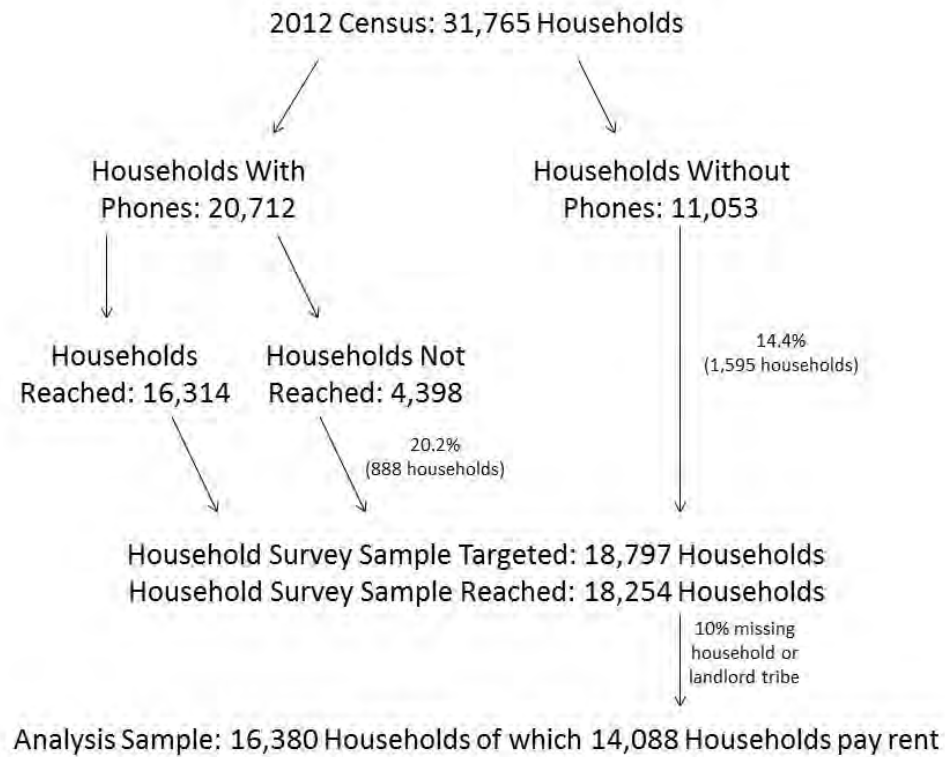 2012 Census: 31,765 Households
Households With
Phones: 20,712
Households Without
Phones: 11,053
Households
Reached: 16,314
Households Not
Reached: 4,398
14.4%
(1,595 households)
20.2%
(888 households)
Household Survey Sample Targeted: 18,797 Households
Household Survey Sample Reached: 18,254 Households
10% missing
household or
landlord tribe
Analysis Sample: 16,380 Households of which 14,088 Households pay rent